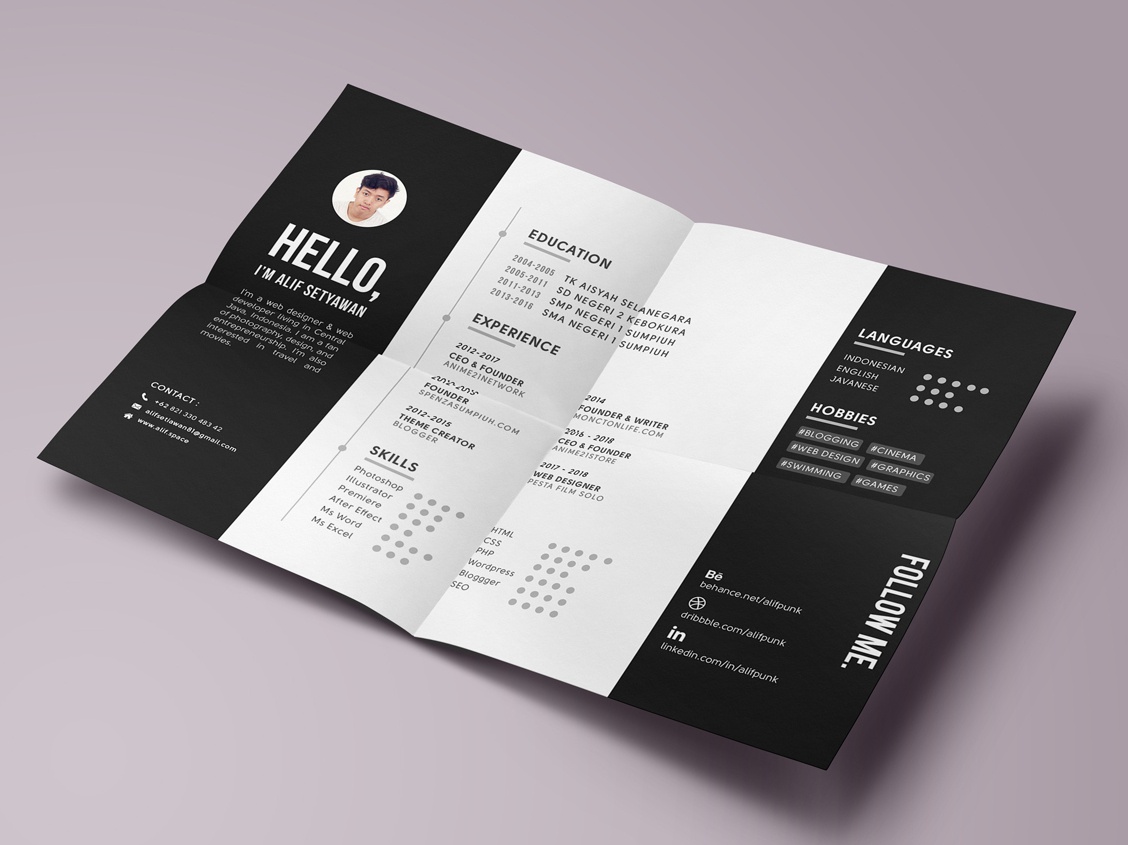 HELLO,
I'M ALIF SETYAWAN
I'm a web designer & web
developer living in Central
Java, Indonesia. I am a fan
of photography, design, and
entrepreneurship. I'm also
interested in travel and
movies.
CONTACT :
+62 821 330 483 42
alifsetiawan81@gmail.com
www.alif.space
EDUCATION
2004-2005 TK AISYAH SELANEGARA
2005-2011 SD NEGERI 2 KEBOKURA
2011-2013 SMP NEGERI 1 SUMPIUH
2013-2016 SMA NEGERI 1 SUMPIUH
EXPERIENCE
2012-2017
CEO & FOUNDER
ANIME21NETWORK
FOUNDER
SPENZASUMPIUH.COM
2012-2015
THEME CREATOR
BLOGGER
2014
FOUNDER & WRITER
MONCTONLIFE.COM
2016 - 2018
CEO & FOUNDER
ANIME21STORE
2017 - 2018
WEB DESIGNER
PESTA FILM SOLO
SKILLS
Photoshop
Illustrator
Premiere
After Effect
Ms Word
Ms Excel
HTML
CSS
PHP
Wordpress
Bloggger
SEO
LANGUAGES
INDONESIAN
ENGLISH
JAVANESE
HOBBIES
#BLOGGING #CINEMA
#WEB DESIGN #GRAPHICS
#SWIMMING #GAMES
Bē
behance.net/alifpunk
dribbble.com/alifpunk
in
linkedin.com/in/alifpunk
FOLLOW ME.